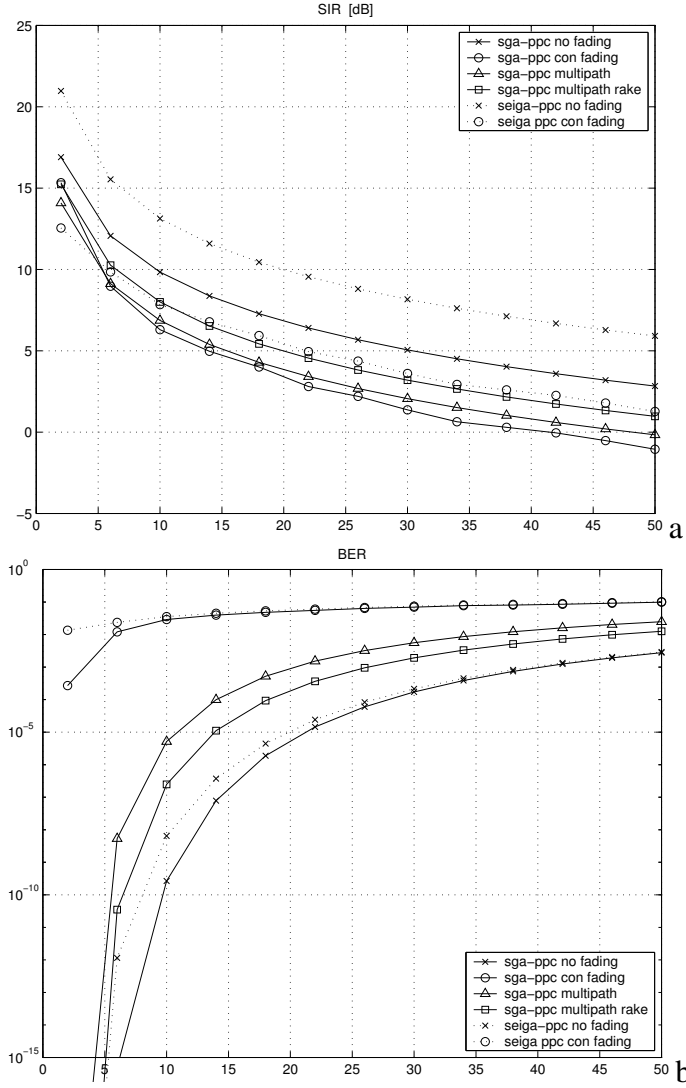 SIR [dB]
25
20
15
10
5
0
−5
0 5 10 15 20 25 30 35 40 45 50
sga−ppc no fading
sga−ppc con fading
sga−ppc multipath
sga−ppc multipath rake
seiga−ppc no fading
seiga ppc con fading
a
BER
10^0
10^−5
10^−10
10^−15
0 5 10 15 20 25 30 35 40 45 50
sga−ppc no fading
sga−ppc con fading
sga−ppc multipath
sga−ppc multipath rake
seiga−ppc no fading
seiga ppc con fading
b